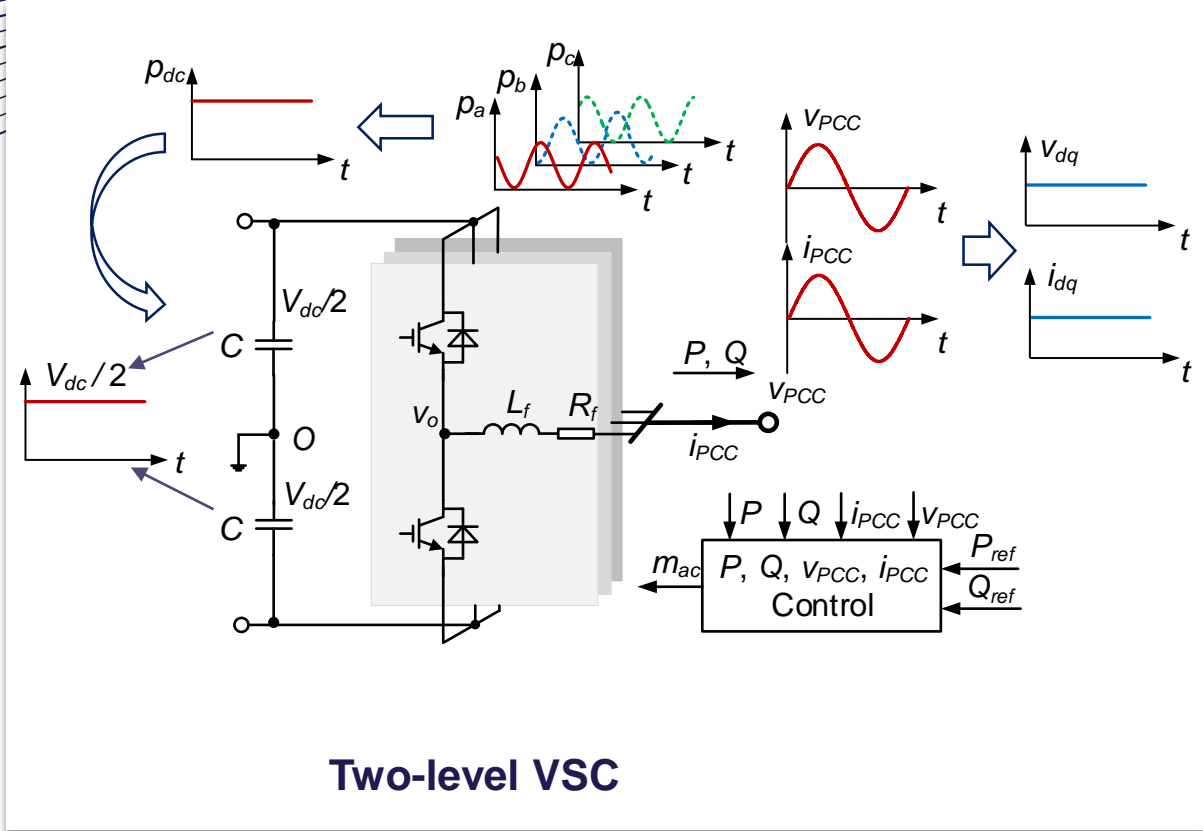 p_dc
t
p_a
p_b
p_c
t
t
t
v_PCC
t
i_PCC
t
v_dq
t
i_dq
t
V_dc/2
C
V_dc / 2
t
O
V_dc/2
C
v_o
L_f
R_f
P, Q
v_PCC
i_PCC
P
Q
i_PCC
v_PCC
m_ac
P, Q, v_PCC, i_PCC
Control
P_ref
Q_ref
Two-level VSC